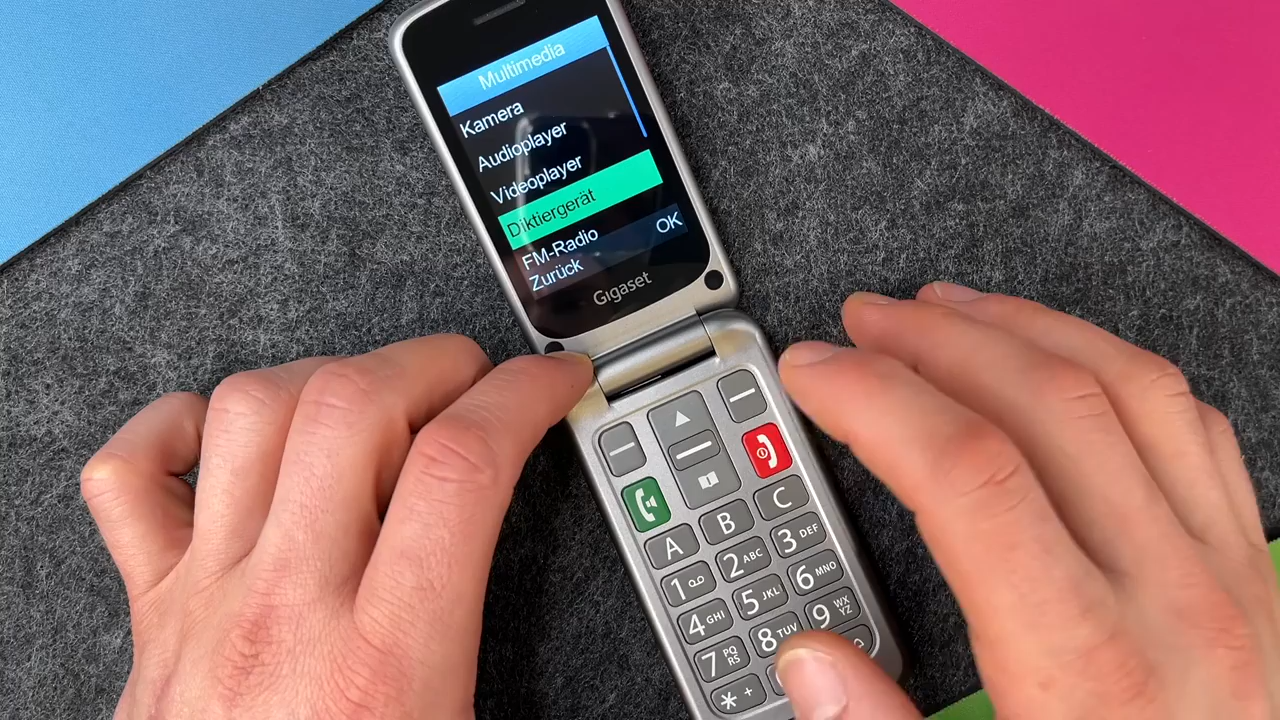 Multimedia
Kamera
Audioplayer
Videoplayer
Diktiergerät
FM-Radio
Zurück OK
Gigaset
A B C
1 2 ABC 3 DEF
4 GHI 5 JKL 6 MNO
7 PQRS 8 TUV 9 WXYZ
* +